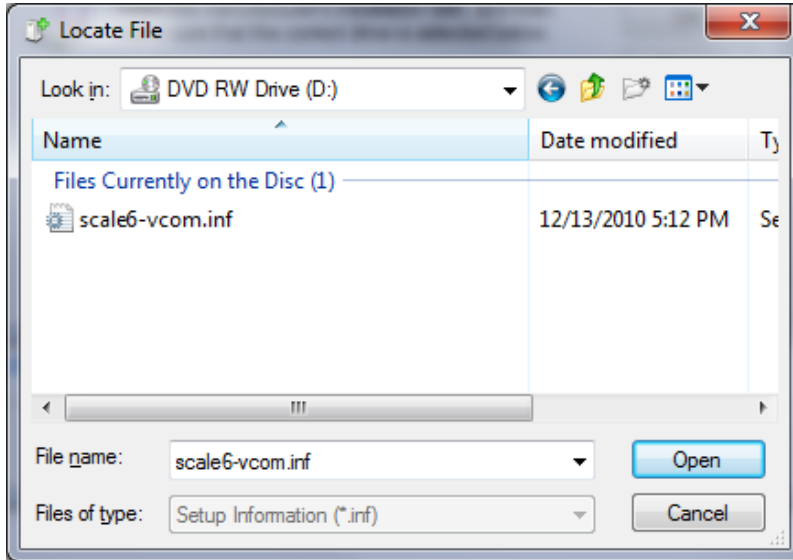 Locate File
Look in: DVD RW Drive (D:)
Name Date modified Ty
Files Currently on the Disc (1)
scale6-vcom.inf 12/13/2010 5:12 PM Se
File name: scale6-vcom.inf Open
Files of type: Setup Information (*.inf) Cancel